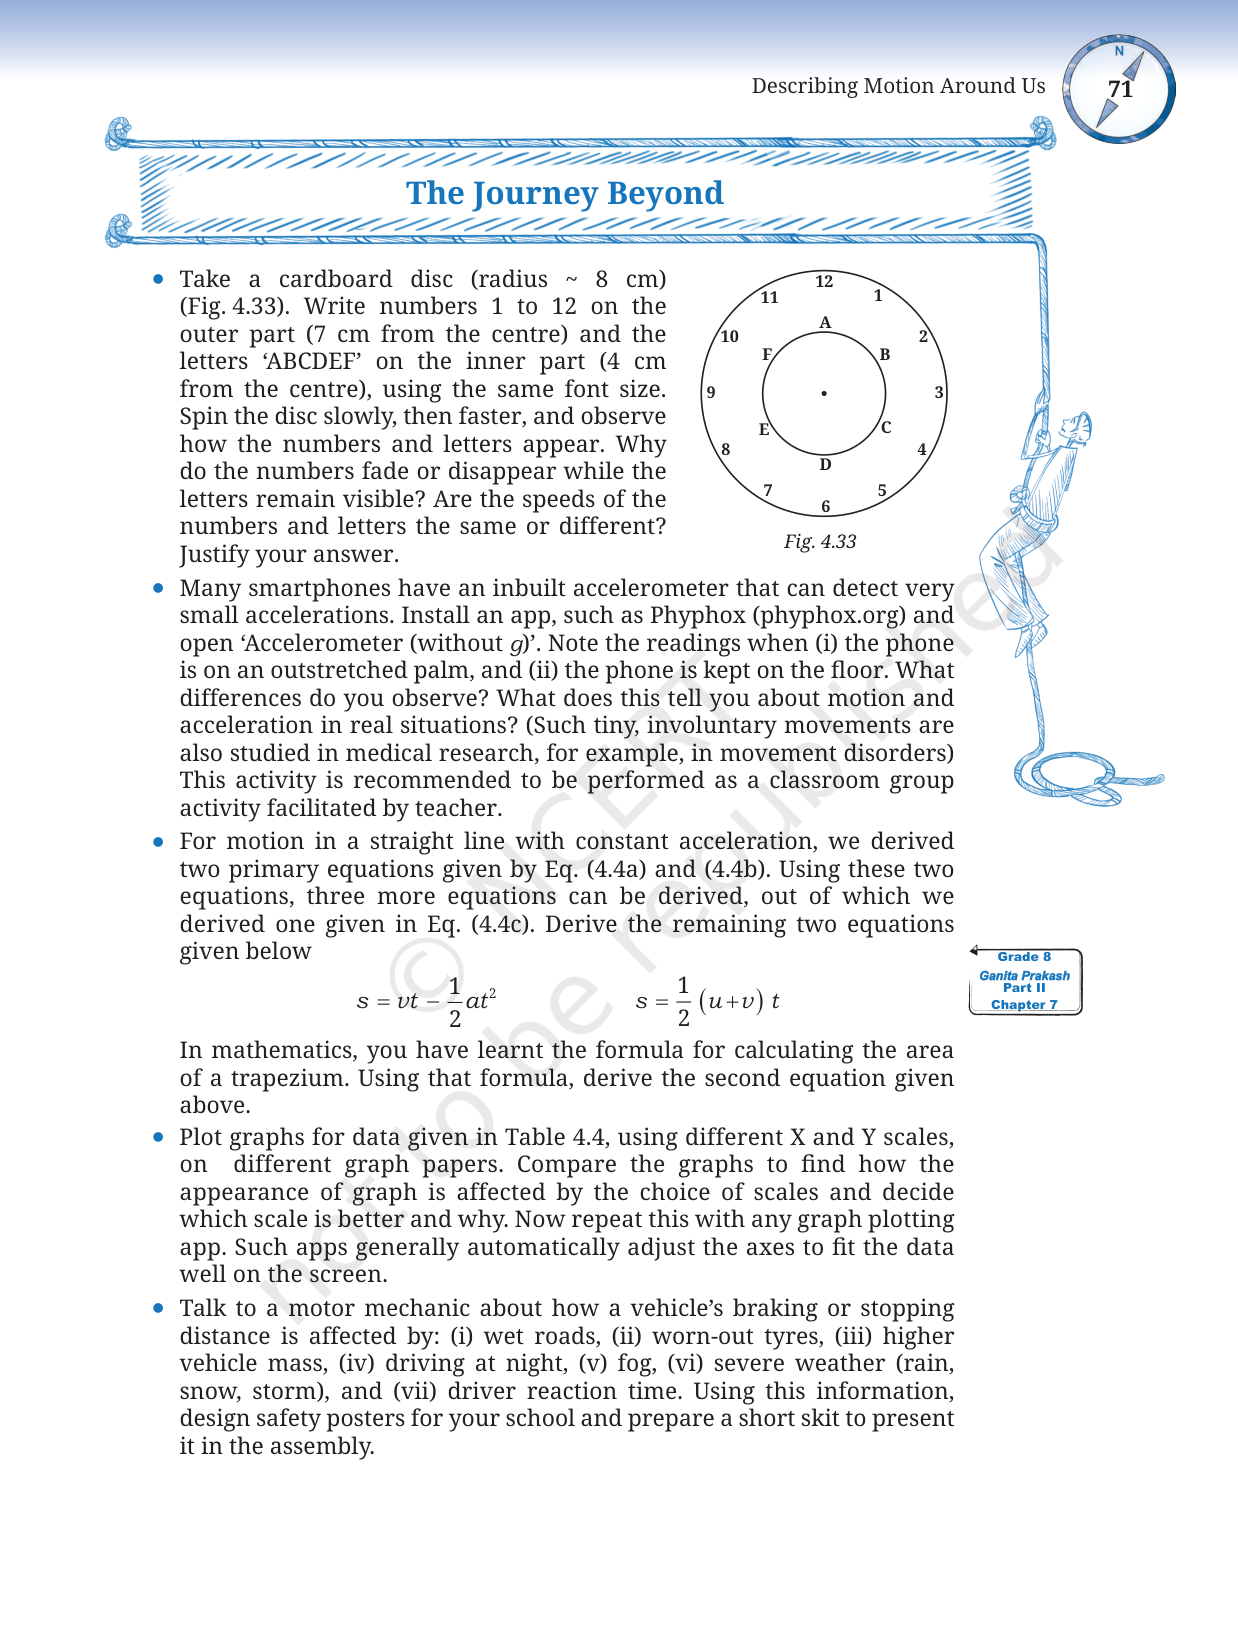 Describing Motion Around Us
N
71
The Journey Beyond
• Take a cardboard disc (radius ~ 8 cm)
(Fig. 4.33). Write numbers 1 to 12 on the
outer part (7 cm from the centre) and the
letters ‘ABCDEF’ on the inner part (4 cm
from the centre), using the same font size.
Spin the disc slowly, then faster, and observe
how the numbers and letters appear. Why
do the numbers fade or disappear while the
letters remain visible? Are the speeds of the
numbers and letters the same or different?
Justify your answer.
12
11 1
A
10 2
F B
9 3
E C
8 4
D
7 5
6
Fig. 4.33
• Many smartphones have an inbuilt accelerometer that can detect very
small accelerations. Install an app, such as Phyphox (phyphox.org) and
open ‘Accelerometer (without g)’. Note the readings when (i) the phone
is on an outstretched palm, and (ii) the phone is kept on the floor. What
differences do you observe? What does this tell you about motion and
acceleration in real situations? (Such tiny, involuntary movements are
also studied in medical research, for example, in movement disorders)
This activity is recommended to be performed as a classroom group
activity facilitated by teacher.
• For motion in a straight line with constant acceleration, we derived
two primary equations given by Eq. (4.4a) and (4.4b). Using these two
equations, three more equations can be derived, out of which we
derived one given in Eq. (4.4c). Derive the remaining two equations
given below
s = vt − 1/2 at² s = 1/2 (u+v) t
Grade 8
Ganita Prakash
Part II
Chapter 7
In mathematics, you have learnt the formula for calculating the area
of a trapezium. Using that formula, derive the second equation given
above.
• Plot graphs for data given in Table 4.4, using different X and Y scales,
on different graph papers. Compare the graphs to find how the
appearance of graph is affected by the choice of scales and decide
which scale is better and why. Now repeat this with any graph plotting
app. Such apps generally automatically adjust the axes to fit the data
well on the screen.
• Talk to a motor mechanic about how a vehicle’s braking or stopping
distance is affected by: (i) wet roads, (ii) worn-out tyres, (iii) higher
vehicle mass, (iv) driving at night, (v) fog, (vi) severe weather (rain,
snow, storm), and (vii) driver reaction time. Using this information,
design safety posters for your school and prepare a short skit to present
it in the assembly.
© NCERT
not to be republished